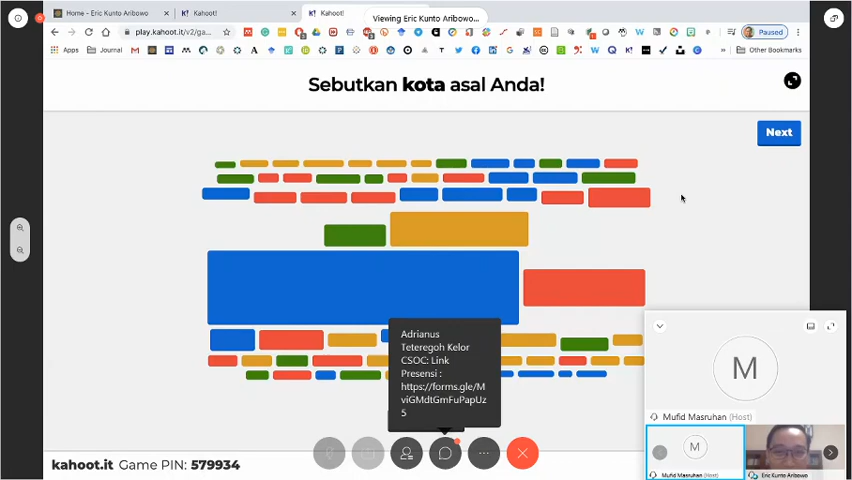 Home - Eric Kunto Aribowo
Kahoot!
Kahoot!
Viewing Eric Kunto Aribowo...
play.kahoot.it/v2/ga...
Paused
Apps
Journal
Other Bookmarks
Sebutkan kota asal Anda!
Next
Adrianus
Teteregoh Kelor
CSOC: Link
Presensi :
https://forms.gle/M
viGMdtGmFuPapUz
5
M
Mufid Masruhan (Host)
M
Mufid Masruhan (Host)
Eric Kunto Aribowo
kahoot.it Game PIN: 579934